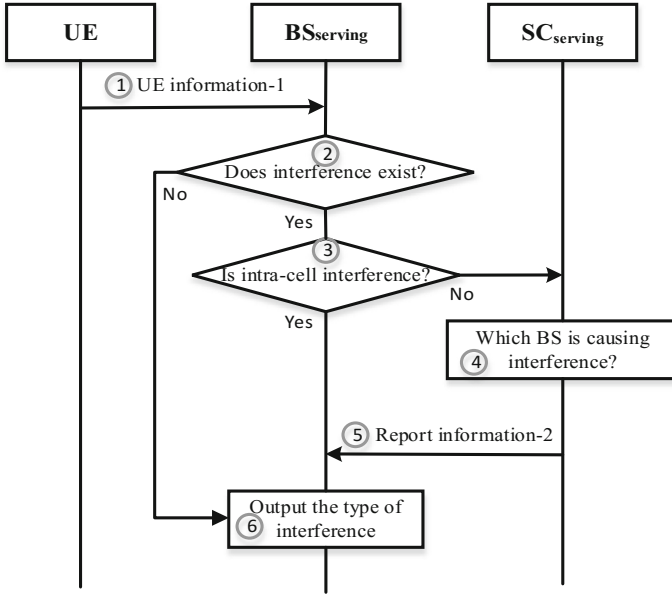 UE
BSserving
SCserving
1 UE information-1
2
Does interference exist?
No
Yes
3
Is intra-cell interference?
No
Yes
Which BS is causing
4 interference?
5 Report information-2
Output the type of
6 interference